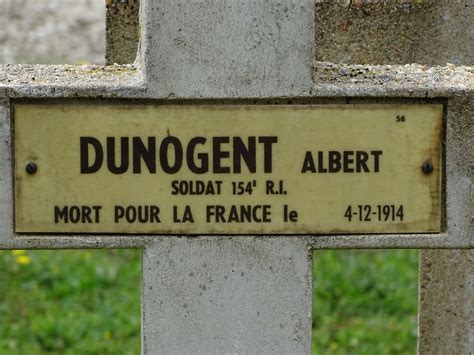 56
DUNOGENT ALBERT
SOLDAT 154ᴱ R.I.
MORT POUR LA FRANCE le 4-12-1914